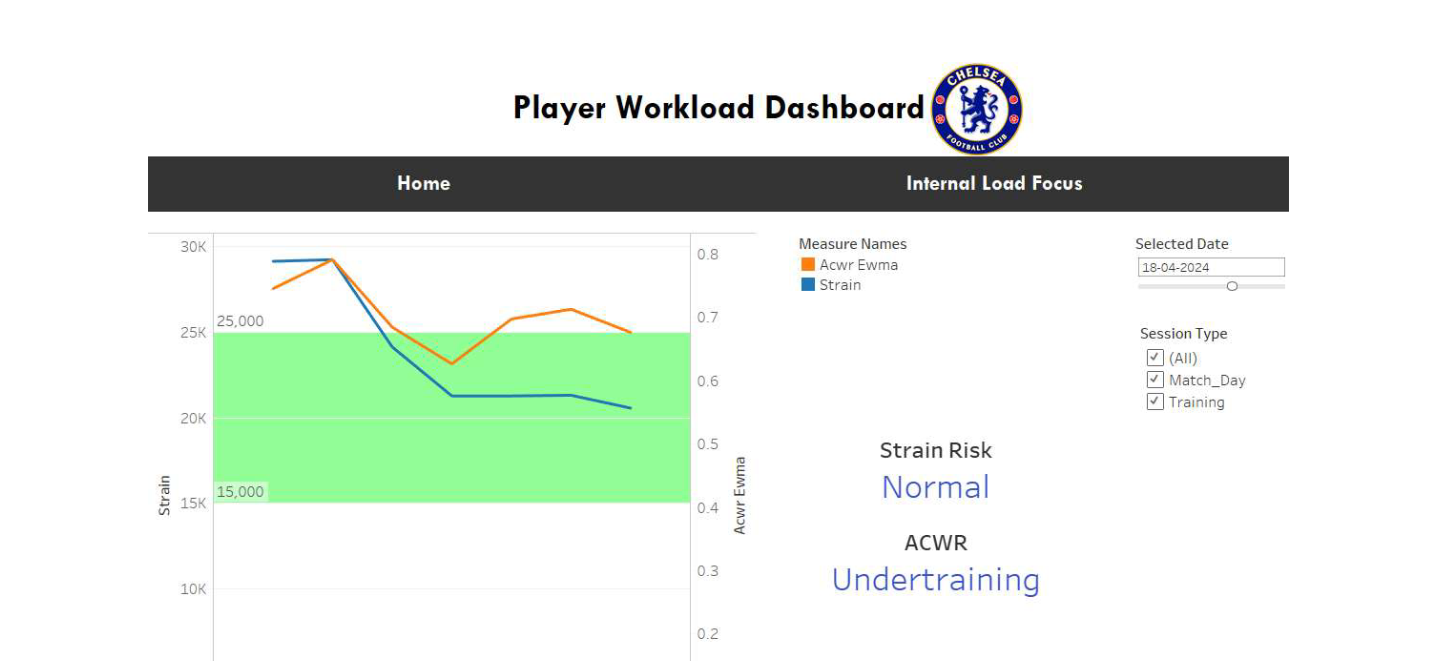 Player Workload Dashboard
CHELSEA
FOOTBALL CLUB
Home
Internal Load Focus
30K
25K
20K
15K
10K
25,000
15,000
Strain
0.8
0.7
0.6
0.5
0.4
0.3
0.2
Acwr Ewma
Measure Names
Acwr Ewma
Strain
Selected Date
18-04-2024
Session Type
(All)
Match_Day
Training
Strain Risk
Normal
ACWR
Undertraining